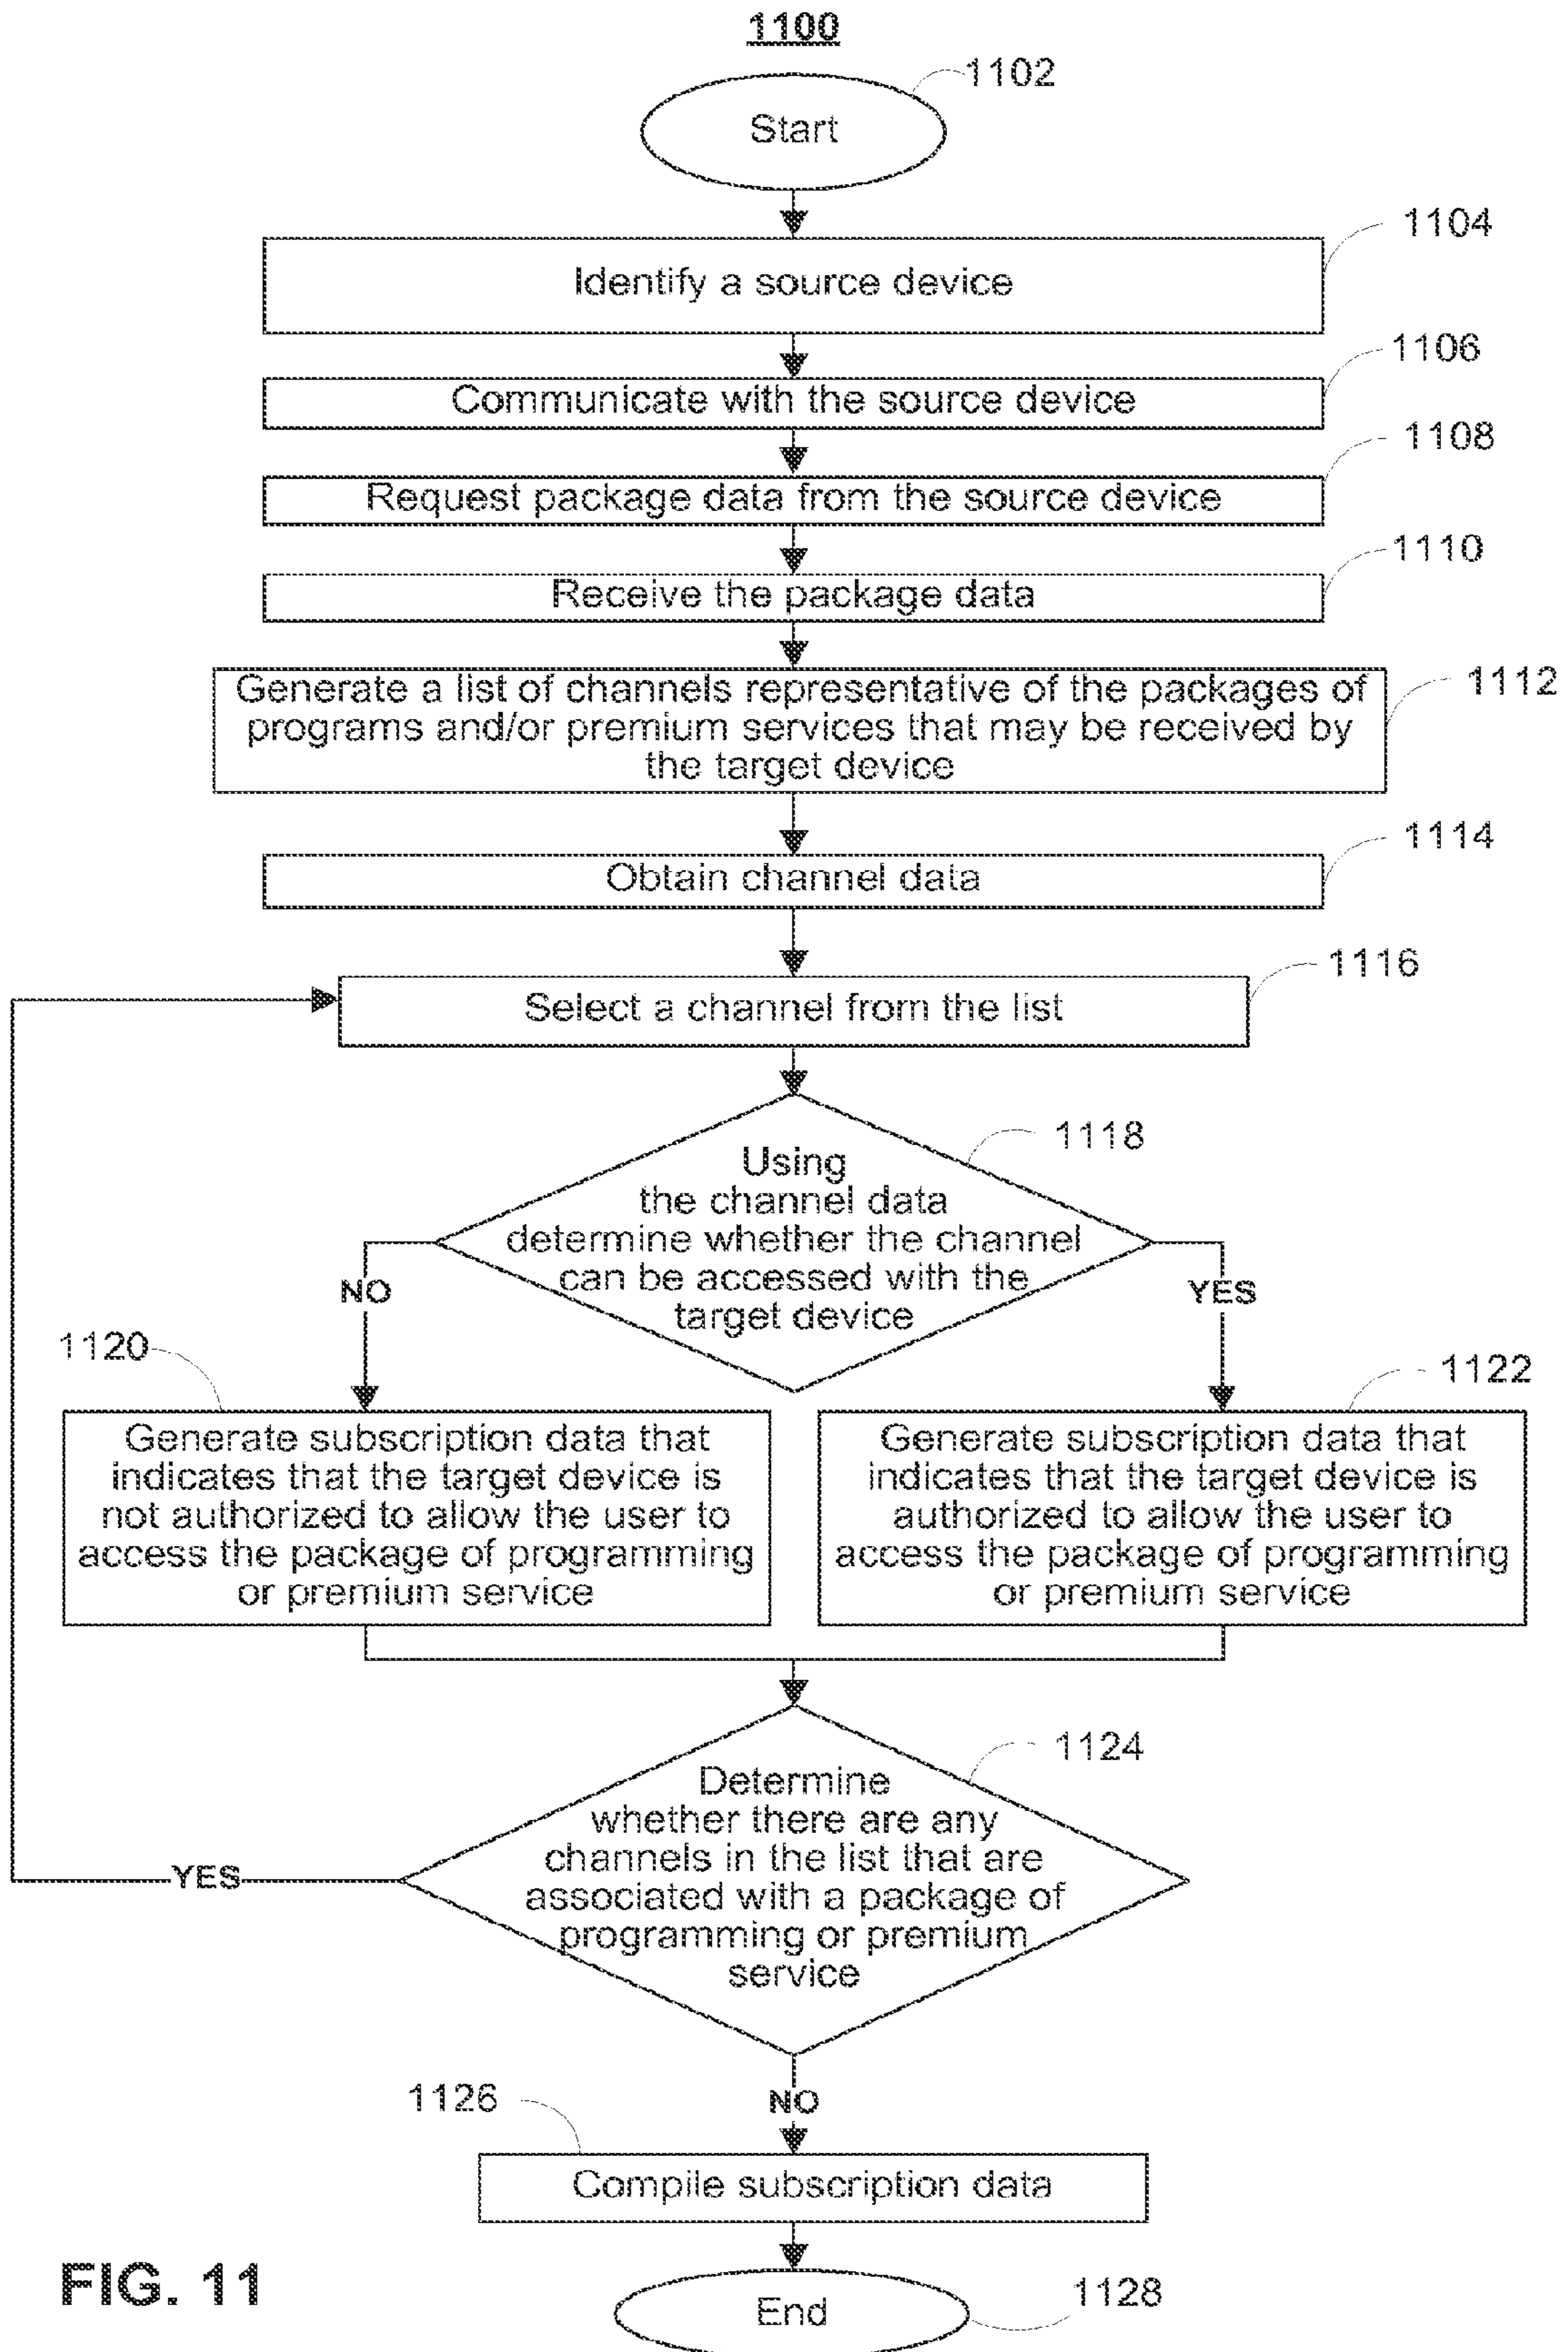 1100
1102
Start
1104
Identify a source device
1106
Communicate with the source device
1108
Request package data from the source device
1110
Receive the package data
1112
Generate a list of channels representative of the packages of
programs and/or premium services that may be received by
the target device
1114
Obtain channel data
1116
Select a channel from the list
1118
Using
the channel data
determine whether the channel
can be accessed with the
target device
NO
YES
1120
1122
Generate subscription data that
indicates that the target device is
not authorized to allow the user to
access the package of programming
or premium service
Generate subscription data that
indicates that the target device is
authorized to allow the user to
access the package of programming
or premium service
1124
Determine
whether there are any
channels in the list that are
associated with a package of
programming or premium
service
YES
NO
1126
Compile subscription data
FIG. 11
1128
End